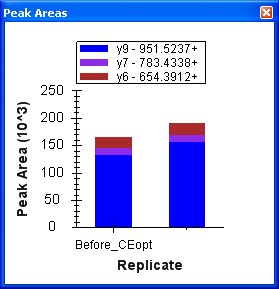 Peak Areas
y9 - 951.5237+
y7 - 783.4338+
y6 - 654.3912+
Peak Area (10^3)
250
200
150
100
50
0
Before_CEopt
Replicate